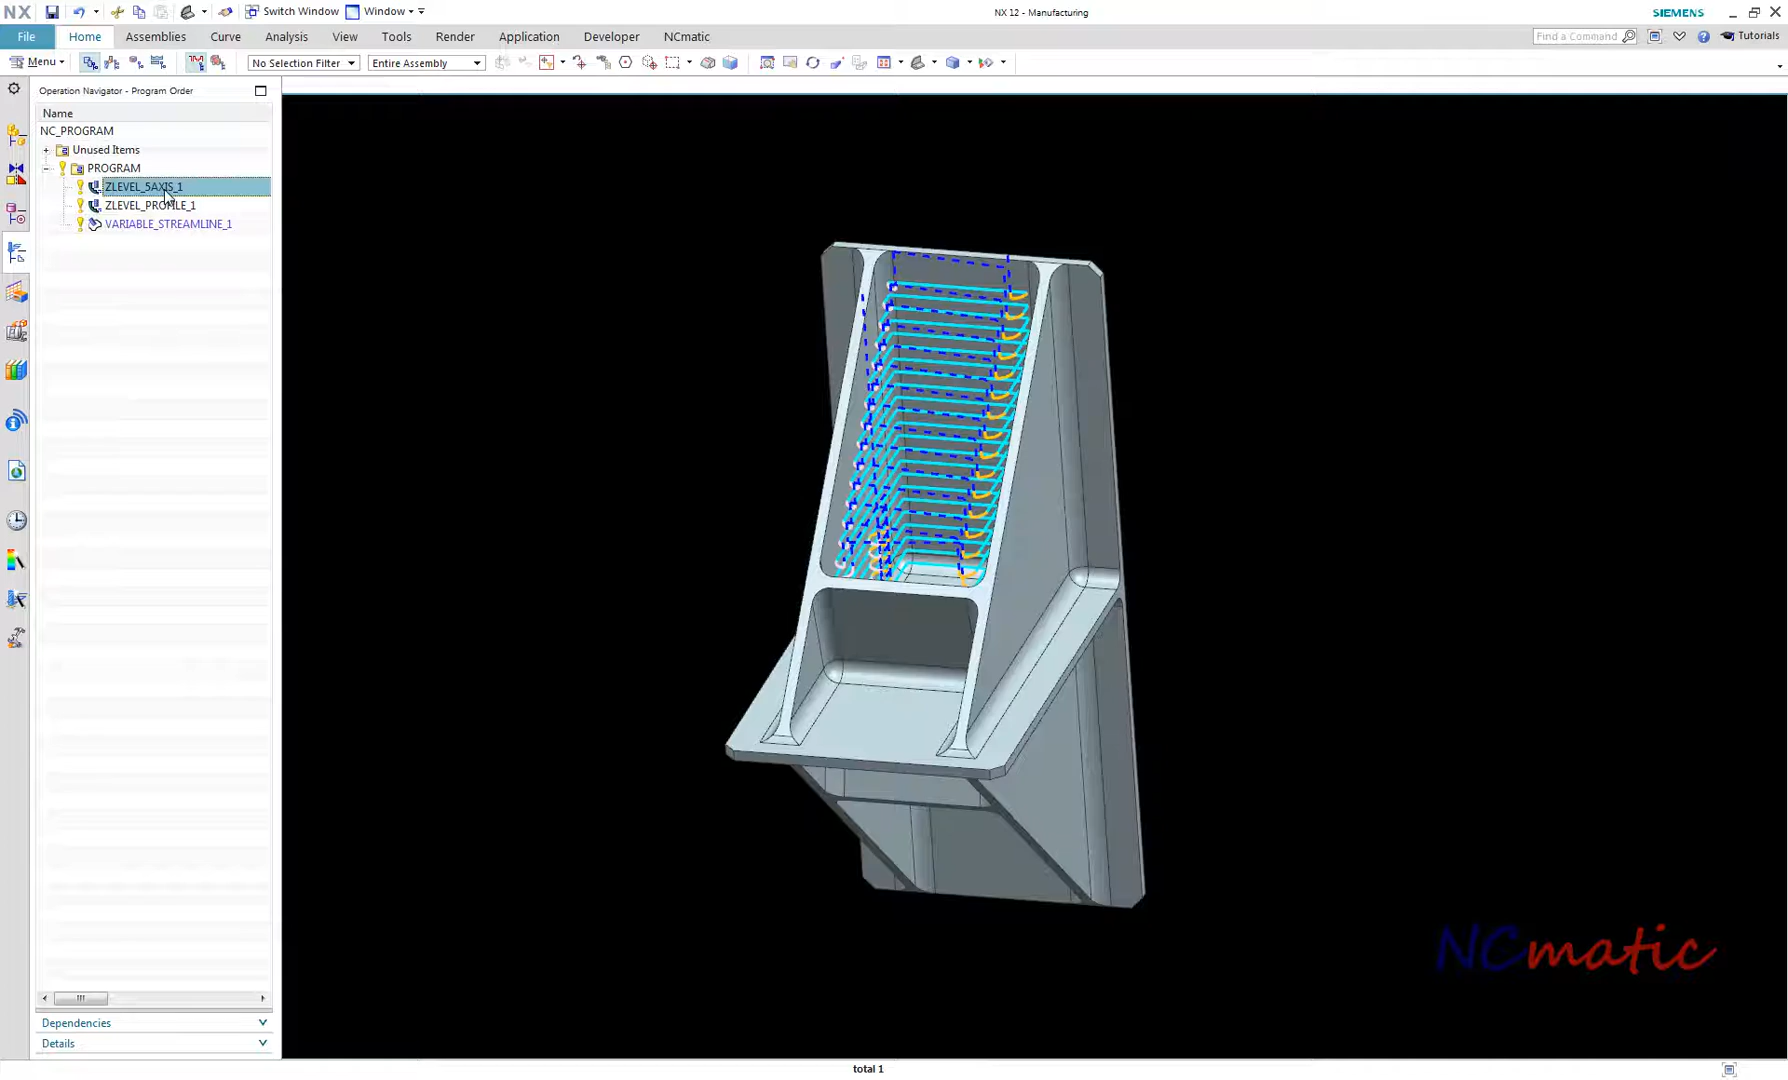 NX
Switch Window
Window
NX 12 - Manufacturing
SIEMENS
File
Home
Assemblies
Curve
Analysis
View
Tools
Render
Application
Developer
NCmatic
Find a Command
Tutorials
Menu
No Selection Filter
Entire Assembly
Operation Navigator - Program Order
Name
NC_PROGRAM
Unused Items
PROGRAM
ZLEVEL_5AXIS_1
ZLEVEL_PROFILE_1
VARIABLE_STREAMLINE_1
NCmatic
Dependencies
Details
total 1